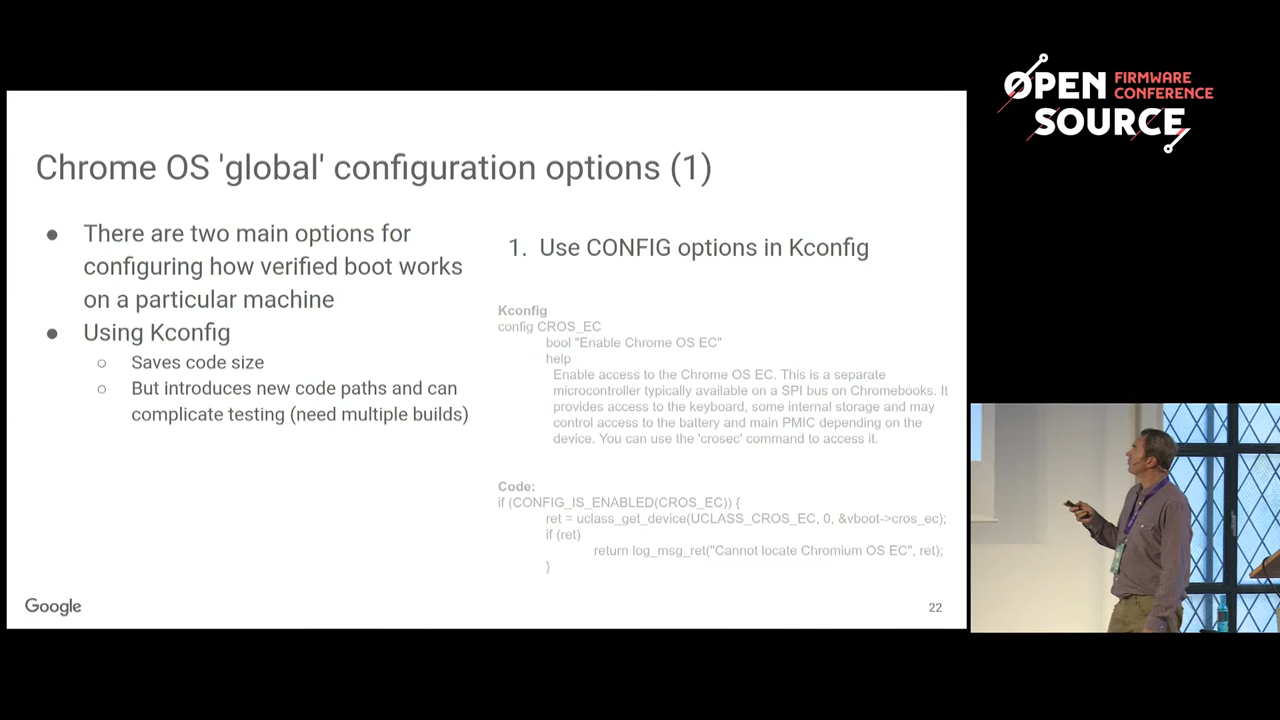 OPEN FIRMWARE
CONFERENCE
SOURCE
Chrome OS 'global' configuration options (1)
● There are two main options for
configuring how verified boot works
on a particular machine
● Using Kconfig
○ Saves code size
○ But introduces new code paths and can
complicate testing (need multiple builds)
1. Use CONFIG options in Kconfig
Kconfig
config CROS_EC
bool "Enable Chrome OS EC"
help
Enable access to the Chrome OS EC. This is a separate
microcontroller typically available on a SPI bus on Chromebooks. It
provides access to the keyboard, some internal storage and may
control access to the battery and main PMIC depending on the
device. You can use the 'crosec' command to access it.
Code:
if (CONFIG_IS_ENABLED(CROS_EC)) {
ret = uclass_get_device(UCLASS_CROS_EC, 0, &vboot->cros_ec);
if (ret)
return log_msg_ret("Cannot locate Chromium OS EC", ret);
}
Google
22